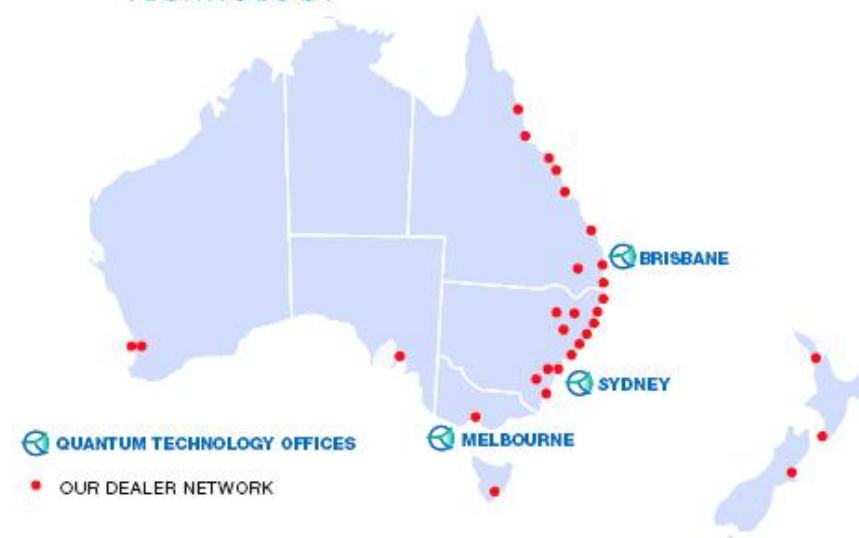 BRISBANE
SYDNEY
MELBOURNE
QUANTUM TECHNOLOGY OFFICES
OUR DEALER NETWORK